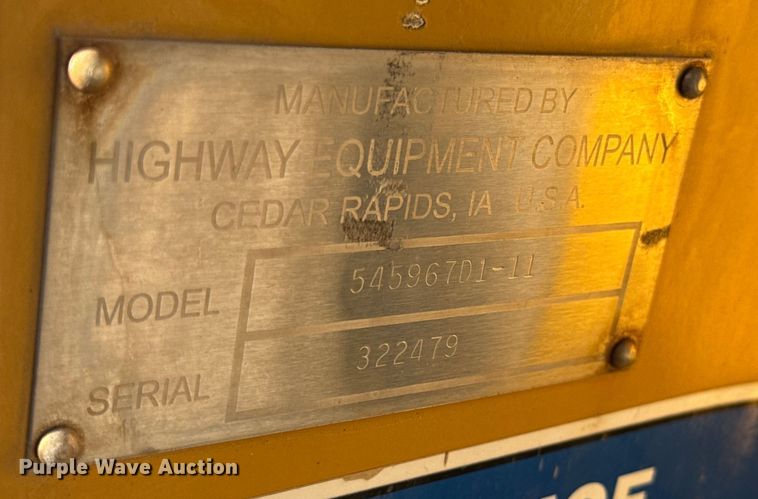 MANUFACTURED BY
HIGHWAY EQUIPMENT COMPANY
CEDAR RAPIDS, IA U.S.A.
MODEL 545967D1-11
SERIAL 322479
Purple Wave Auction